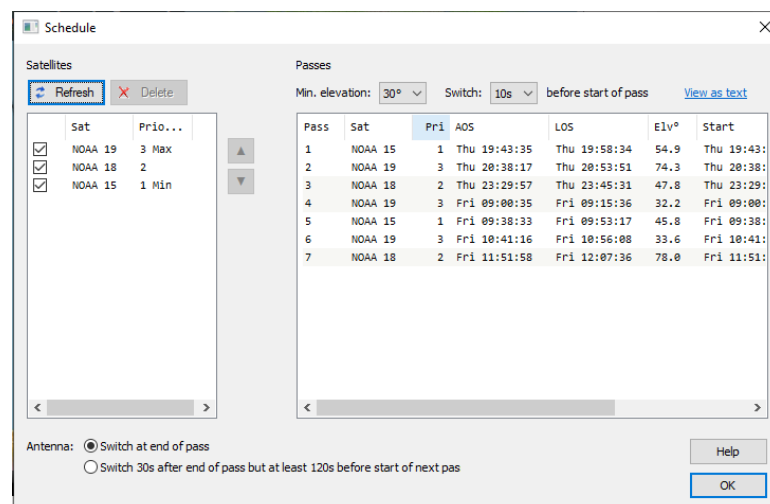 Schedule
Satellites
Refresh Delete
Sat Prio...
NOAA 19 3 Max
NOAA 18 2
NOAA 15 1 Min
Passes
Min. elevation: 30° Switch: 10s before start of pass View as text
Pass Sat Pri AOS LOS Elv° Start
1 NOAA 15 1 Thu 19:43:35 Thu 19:58:34 54.9 Thu 19:43:
2 NOAA 19 3 Thu 20:38:17 Thu 20:53:51 74.3 Thu 20:38:
3 NOAA 18 2 Thu 23:29:57 Thu 23:45:31 47.8 Thu 23:29:
4 NOAA 19 3 Fri 09:00:35 Fri 09:15:36 32.2 Fri 09:00:
5 NOAA 15 1 Fri 09:38:33 Fri 09:53:17 45.8 Fri 09:38:
6 NOAA 19 3 Fri 10:41:16 Fri 10:56:08 33.6 Fri 10:41:
7 NOAA 18 2 Fri 11:51:58 Fri 12:07:36 78.0 Fri 11:51:
Antenna: Switch at end of pass
Switch 30s after end of pass but at least 120s before start of next pas
Help
OK